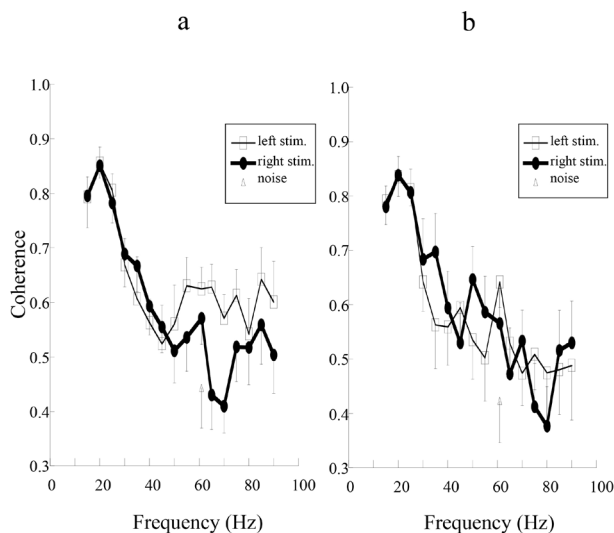 a
1.0
0.9
0.8
0.7
0.6
0.5
0.4
0.3
Coherence
left stim.
right stim.
noise
0 20 40 60 80 100
Frequency (Hz)
b
1.0
0.9
0.8
0.7
0.6
0.5
0.4
0.3
left stim.
right stim.
noise
0 20 40 60 80 100
Frequency (Hz)